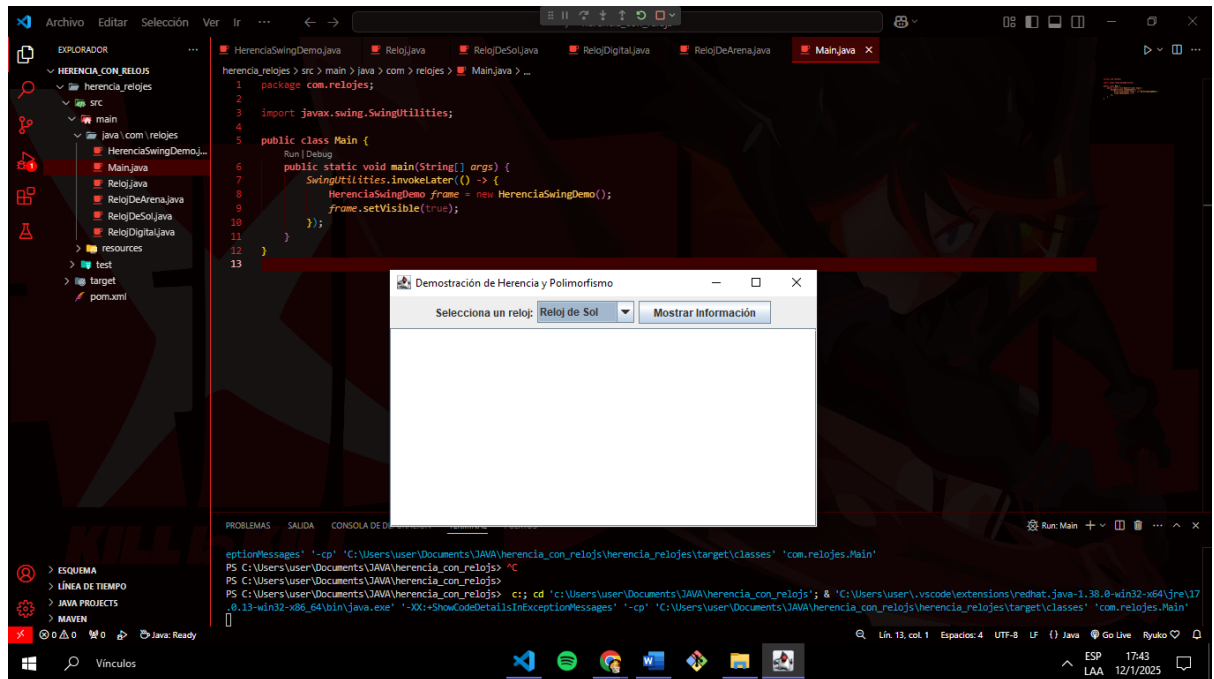 Archivo Editar Selección Ver Ir ···
EXPLORADOR ···
HERENCIA_CON_RELOJS
herencia_relojes
src
main
java\com\relojes
HerenciaSwingDemo.j...
Main.java
Reloj.java
RelojDeArena.java
RelojDeSol.java
RelojDigital.java
resources
test
target
pom.xml
ESQUEMA
LÍNEA DE TIEMPO
JAVA PROJECTS
MAVEN
HerenciaSwingDemo.java Reloj.java RelojDeSol.java RelojDigital.java RelojDeArena.java Main.java
herencia_relojes > src > main > java > com > relojes > Main.java > ...
1 package com.relojes;
2
3 import javax.swing.SwingUtilities;
4
5 public class Main {
Run | Debug
6 public static void main(String[] args) {
7 SwingUtilities.invokeLater(() -> {
8 HerenciaSwingDemo frame = new HerenciaSwingDemo();
9 frame.setVisible(true);
10 });
11 }
12 }
13
Demostración de Herencia y Polimorfismo
Selecciona un reloj: Reloj de Sol Mostrar Información
PROBLEMAS SALIDA CONSOLA DE
Run: Main
eptionMessages' '-cp' 'C:\Users\user\Documents\JAVA\herencia_con_relojs\herencia_relojes\target\classes' 'com.relojes.Main'
PS C:\Users\user\Documents\JAVA\herencia_con_relojs> ^C
PS C:\Users\user\Documents\JAVA\herencia_con_relojs>
PS C:\Users\user\Documents\JAVA\herencia_con_relojs> c:; cd 'c:\Users\user\Documents\JAVA\herencia_con_relojs'; & 'C:\Users\user\.vscode\extensions\redhat.java-1.38.0-win32-x64\jre\17
.0.13-win32-x86_64\bin\java.exe' '-XX:+ShowCodeDetailsInExceptionMessages' '-cp' 'C:\Users\user\Documents\JAVA\herencia_con_relojs\herencia_relojes\target\classes' 'com.relojes.Main'
0 0 0 Java: Ready
Lín. 13, col. 1 Espacios: 4 UTF-8 LF {} Java Go Live Ryuko
Vínculos
ESP
LAA
17:43
12/1/2025